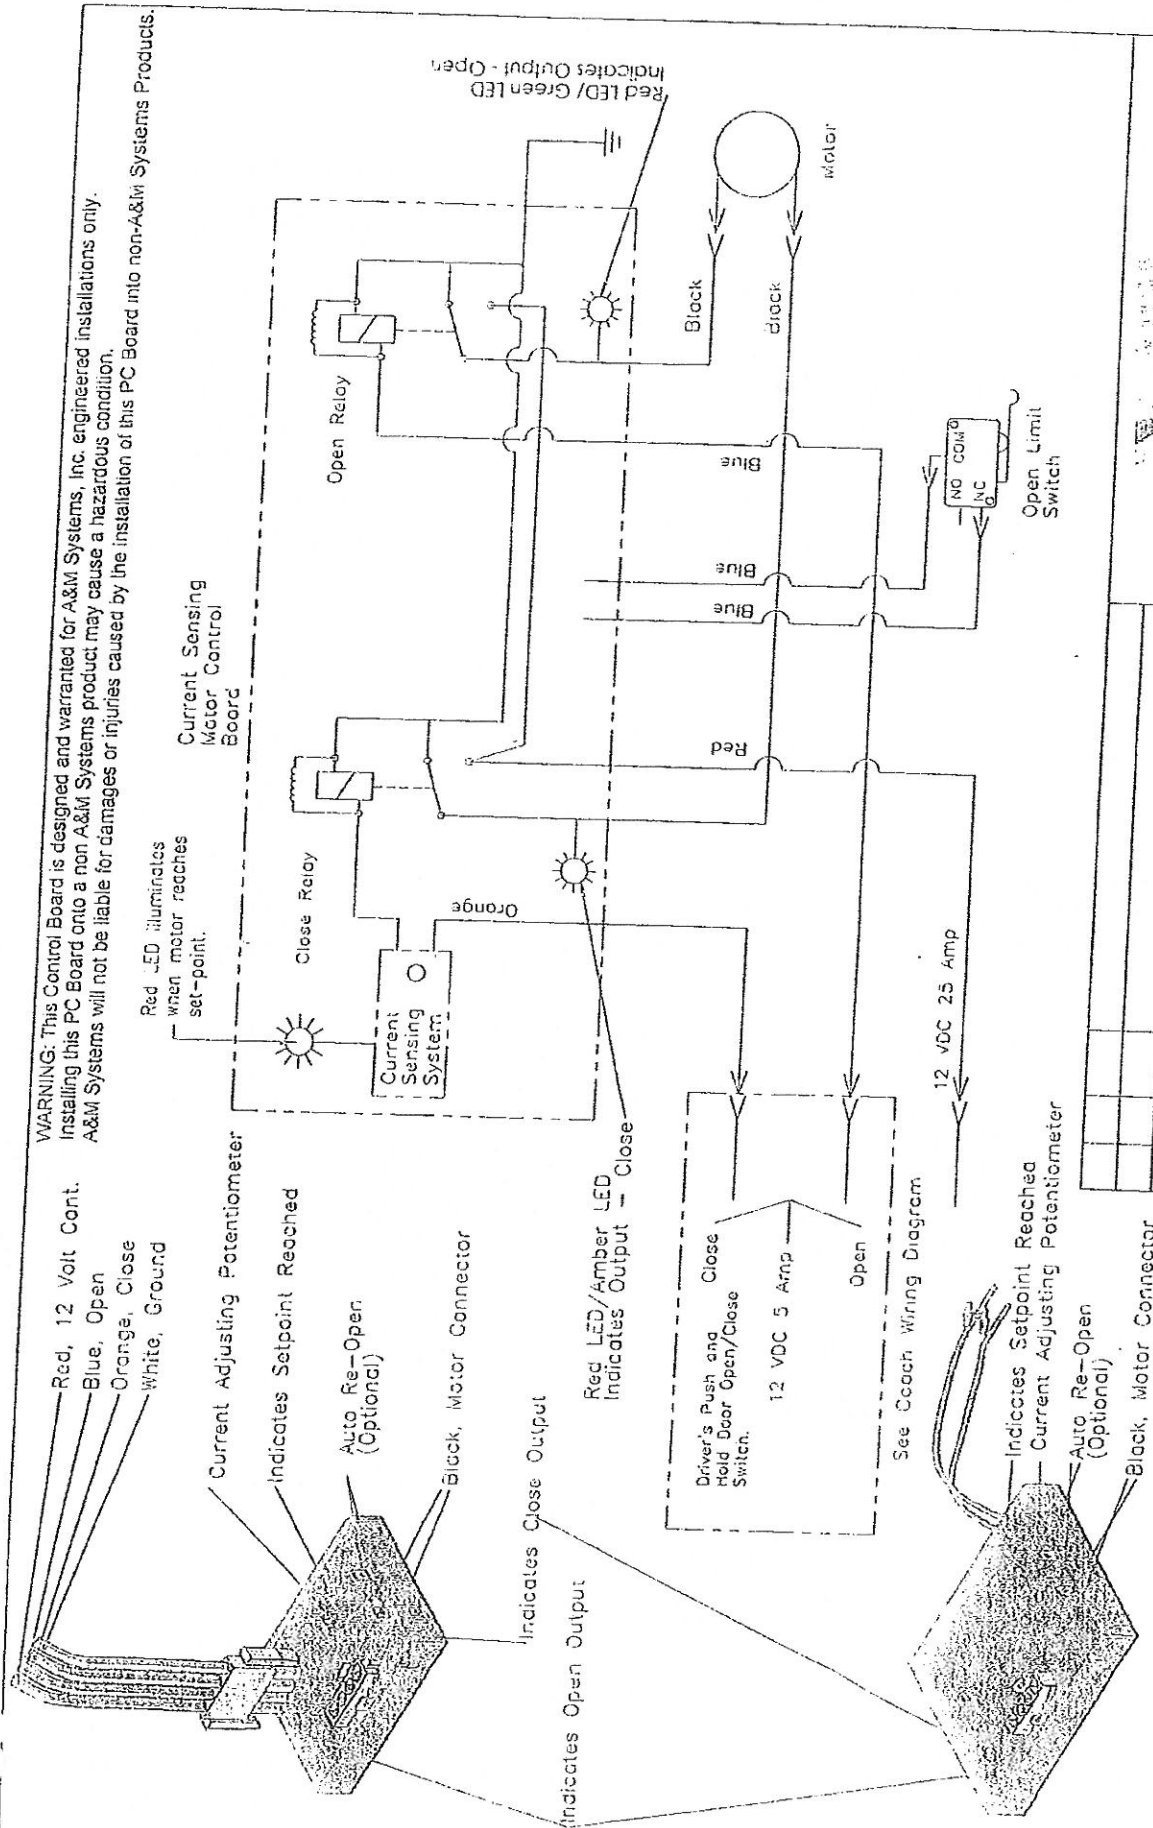 WARNING: This Control Board is designed and warranted for A&M Systems, Inc. engineered installations only.
Installing this PC Board onto a non A&M Systems product may cause a hazardous condition.
A&M Systems will not be liable for damages or injuries caused by the installation of this PC Board into non-A&M Systems Products.
Red, 12 Volt Cont.
Blue, Open
Orange, Close
White, Ground
Current Adjusting Potentiometer
Indicates Setpoint Reached
Auto Re-Open
(Optional)
Black, Motor Connector
Indicates Close Output
Indicates Open Output
Red LED illuminates
when motor reaches
set-point.
Current Sensing
Motor Control
Board
Close Relay
Open Relay
Current
Sensing
System
Orange
Red
Blue
Blue
Blue
Black
Black
Motor
Red LED/ Green LED
Indicates Output - Open
NO
COM
NC
Open Limit
Switch
Red LED/Amber LED
Indicates Output - Close
Driver's Push and
Hold Door Open/Close
Switch.
Close
12 VDC 5 Amp
Open
See Coach Wiring Diagram
12 VDC 25 Amp
Indicates Setpoint Reached
Current Adjusting Potentiometer
Auto Re-Open
(Optional)
Black, Motor Connector